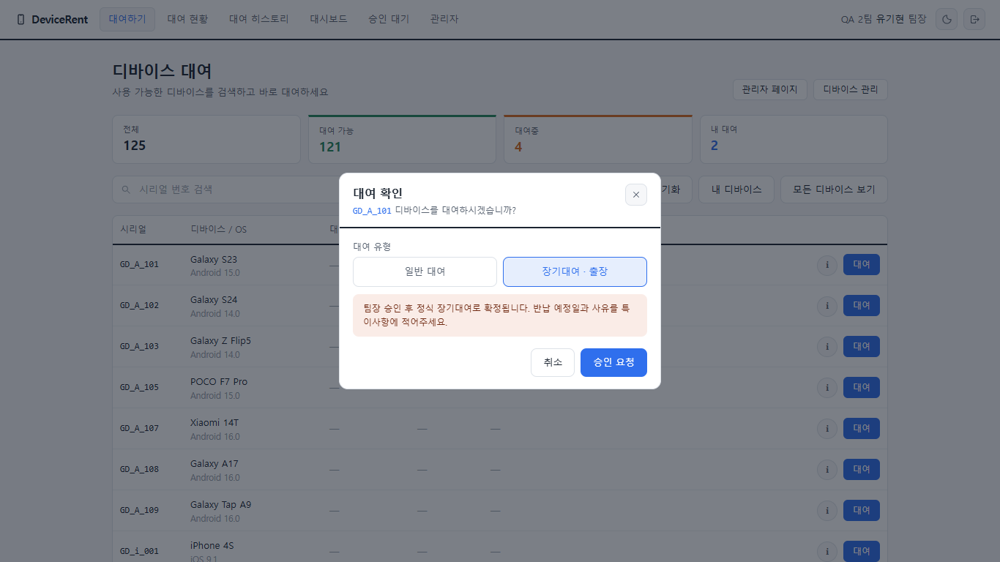 DeviceRent 대여하기 대여 현황 대여 히스토리 대시보드 승인 대기 관리자 QA 2팀 유기현 팀장
디바이스 대여
사용 가능한 디바이스를 검색하고 바로 대여하세요
관리자 페이지 디바이스 관리
전체 대여 가능 대여중 내 대여
125 121 4 2
시리얼 번호 검색
기화 내 디바이스 모든 디바이스 보기
대여 확인
GD_A_101 디바이스를 대여하시겠습니까?
대여 유형
일반 대여 장기대여 · 출장
팀장 승인 후 정식 장기대여로 확정됩니다. 반납 예정일과 사유를 특
이사항에 적어주세요.
취소 승인 요청
시리얼 디바이스 / OS 대
GD_A_101 Galaxy S23 — i 대여
Android 15.0
GD_A_102 Galaxy S24 — i 대여
Android 14.0
GD_A_103 Galaxy Z Flip5 — i 대여
Android 14.0
GD_A_105 POCO F7 Pro — i 대여
Android 15.0
GD_A_107 Xiaomi 14T — — — i 대여
Android 16.0
GD_A_108 Galaxy A17 — — — i 대여
Android 16.0
GD_A_109 Galaxy Tap A9 — — — i 대여
Android 16.0
GD_i_001 iPhone 4S — — — i 대여
iOS 9.1